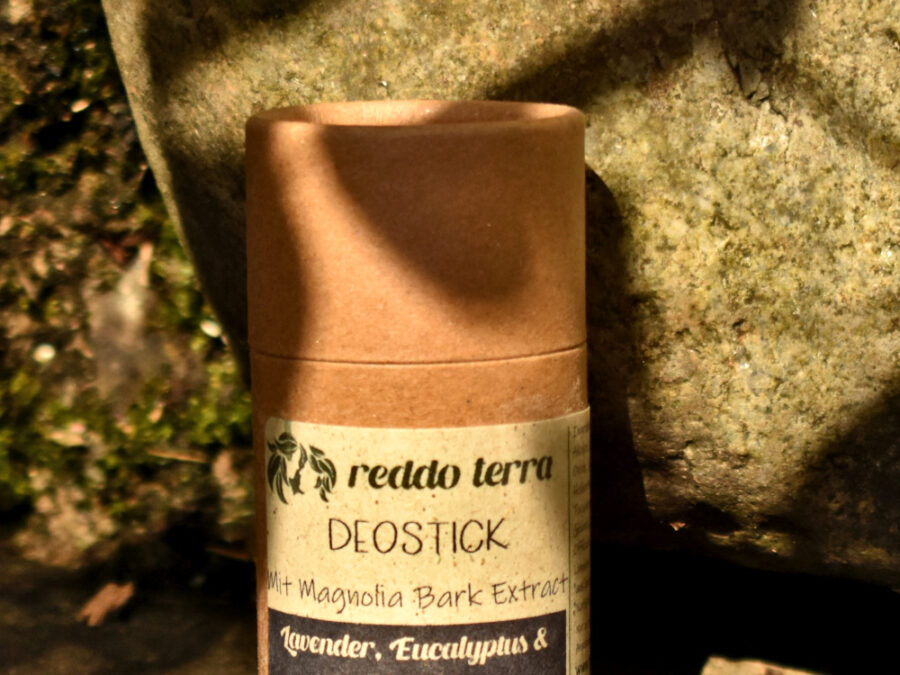 reddo terra
DEOSTICK
Mit Magnolia Bark Extract
Lavender, Eucalyptus &